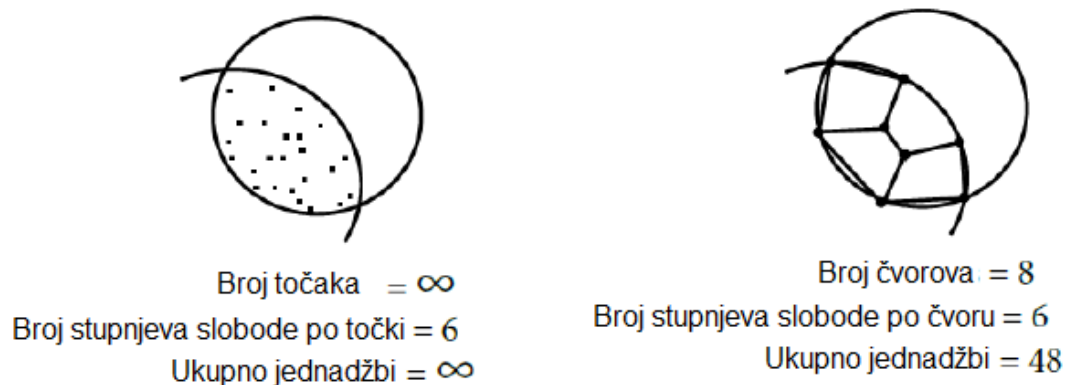 Broj točaka = ∞
Broj stupnjeva slobode po točki = 6
Ukupno jednadžbi = ∞
Broj čvorova = 8
Broj stupnjeva slobode po čvoru = 6
Ukupno jednadžbi = 48